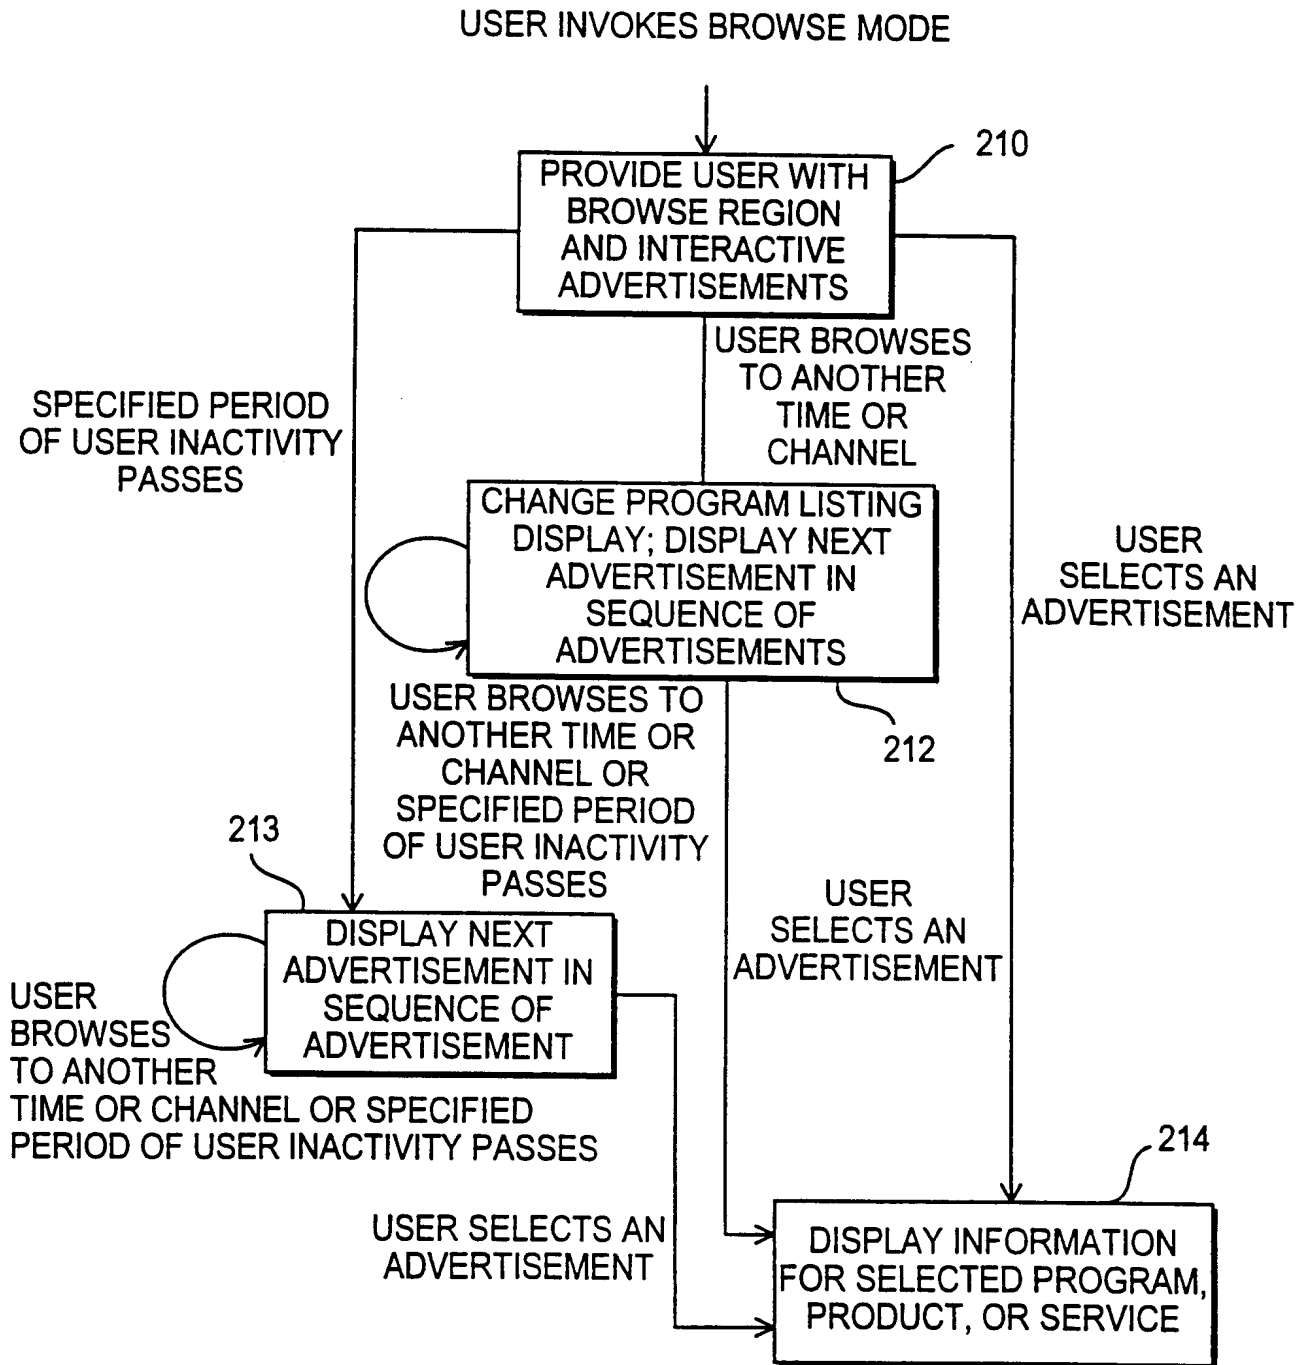 USER INVOKES BROWSE MODE
210
PROVIDE USER WITH
BROWSE REGION
AND INTERACTIVE
ADVERTISEMENTS
USER BROWSES
TO ANOTHER
TIME OR
CHANNEL
SPECIFIED PERIOD
OF USER INACTIVITY
PASSES
CHANGE PROGRAM LISTING
DISPLAY; DISPLAY NEXT
ADVERTISEMENT IN
SEQUENCE OF
ADVERTISEMENTS
USER
SELECTS AN
ADVERTISEMENT
212
USER BROWSES TO
ANOTHER TIME OR
CHANNEL OR
SPECIFIED PERIOD
OF USER INACTIVITY
PASSES
213
USER
SELECTS AN
ADVERTISEMENT
DISPLAY NEXT
ADVERTISEMENT IN
SEQUENCE OF
ADVERTISEMENT
USER
BROWSES
TO ANOTHER
TIME OR CHANNEL OR SPECIFIED
PERIOD OF USER INACTIVITY PASSES
214
USER SELECTS AN
ADVERTISEMENT
DISPLAY INFORMATION
FOR SELECTED PROGRAM,
PRODUCT, OR SERVICE